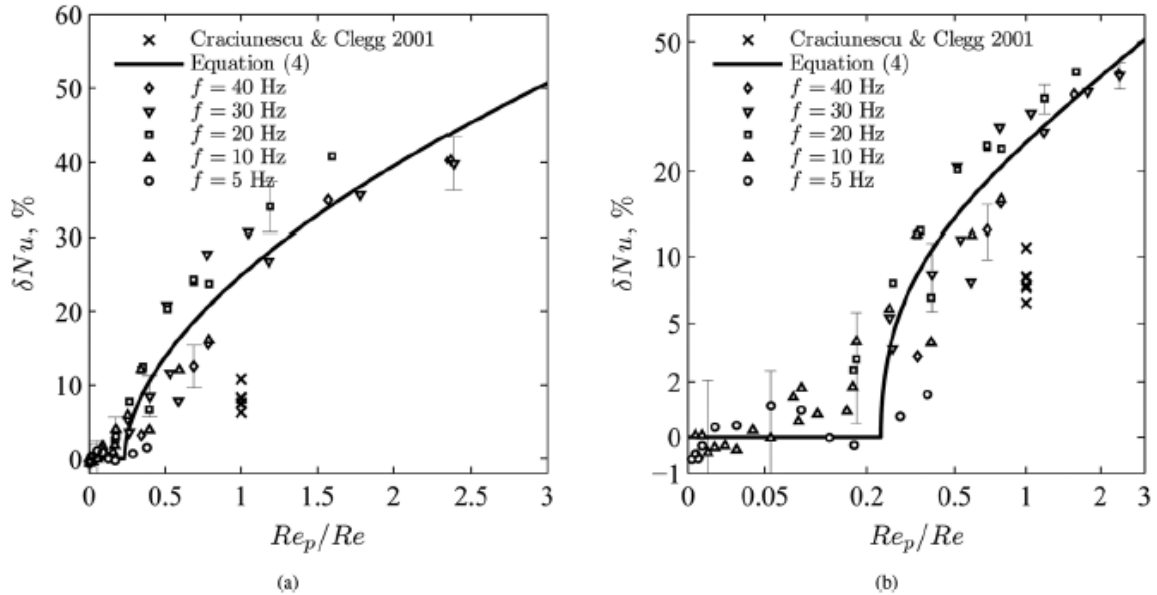 60
50
40
30
20
10
0
δNu, %
0
0.5
1
1.5
2
2.5
3
Re_p/Re
Craciunescu & Clegg 2001
Equation (4)
f = 40 Hz
f = 30 Hz
f = 20 Hz
f = 10 Hz
f = 5 Hz
(a)
50
20
10
5
2
0
−1
δNu, %
0
0.05
0.2
0.5
1
2
3
Re_p/Re
Craciunescu & Clegg 2001
Equation (4)
f = 40 Hz
f = 30 Hz
f = 20 Hz
f = 10 Hz
f = 5 Hz
(b)